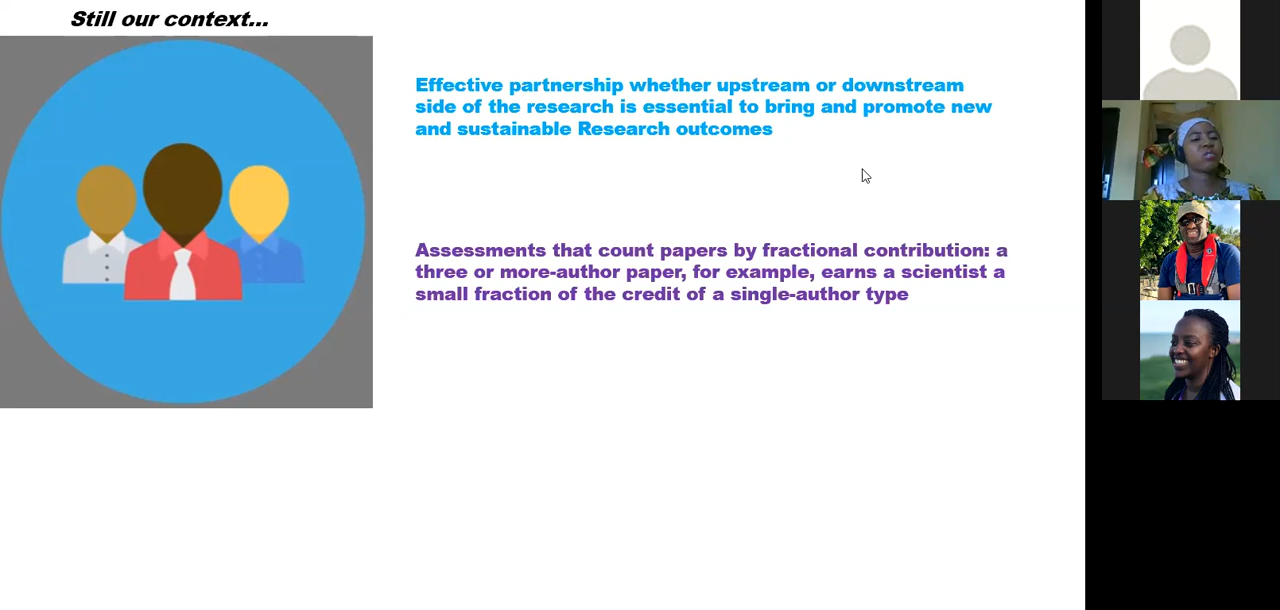 Still our context...
Effective partnership whether upstream or downstream
side of the research is essential to bring and promote new
and sustainable Research outcomes
Assessments that count papers by fractional contribution: a
three or more-author paper, for example, earns a scientist a
small fraction of the credit of a single-author type